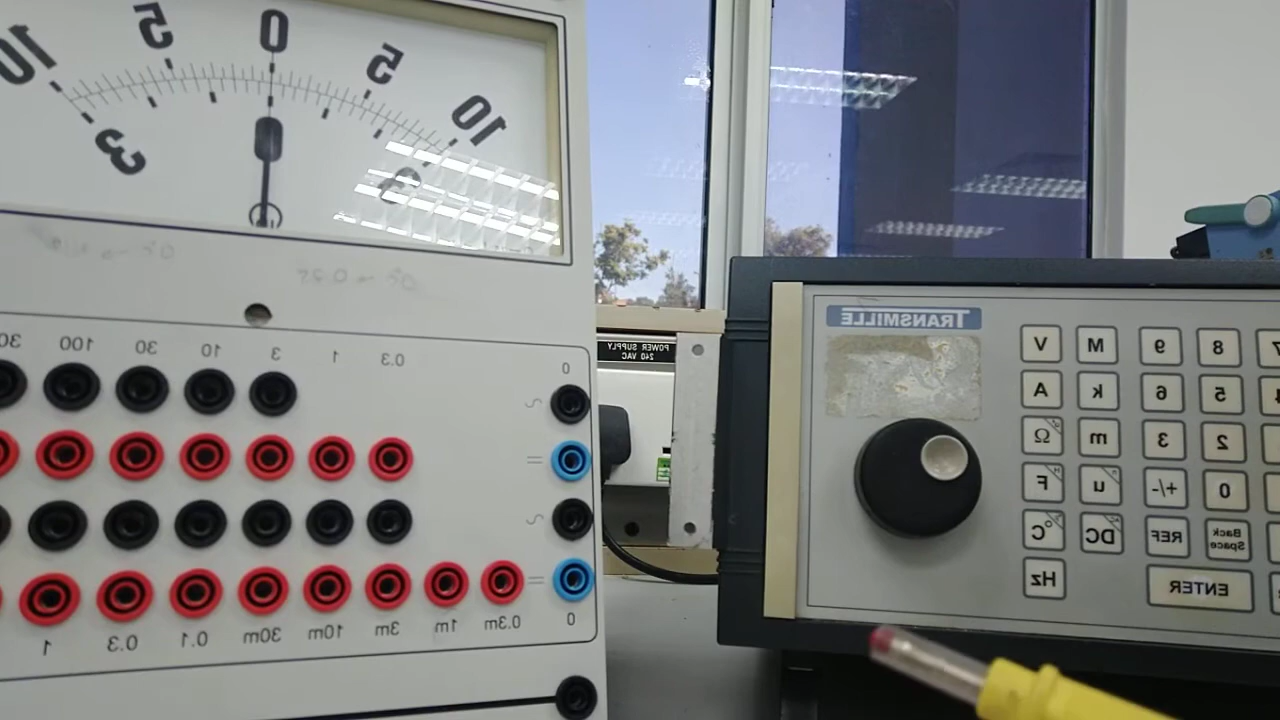 10 5 0 5 10
3 3
30 100 30 10 3 1 0.3 0
1 0.3 0.1 30m 10m 3m 1m 0.3m 0
POWER SUPPLY
240 VAC
TRANSMILLE
V M 9 8 7
A k 6 5 4
Ω m 3 2
F u +/- 0
°C DC REF Back Space
Hz ENTER